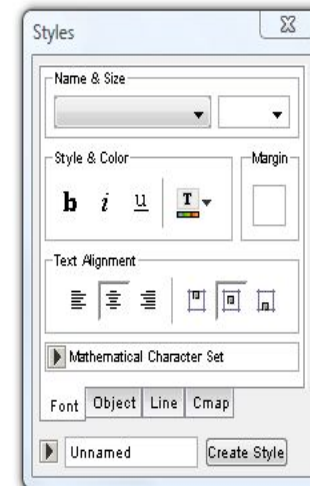 Styles
Name & Size
Style & Color
Margin
b i u T
Text Alignment
Mathematical Character Set
Font Object Line Cmap
Unnamed Create Style